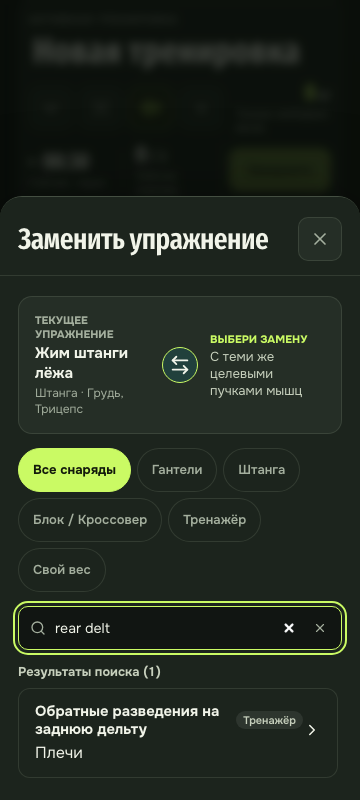 Новая тренировка
Заменить упражнение
ТЕКУЩЕЕ
УПРАЖНЕНИЕ
Жим штанги
лёжа
Штанга · Грудь,
Трицепс
ВЫБЕРИ ЗАМЕНУ
С теми же
целевыми
пучками мышц
Все снаряды
Гантели
Штанга
Блок / Кроссовер
Тренажёр
Свой вес
rear delt
Результаты поиска (1)
Обратные разведения на
заднюю дельту
Тренажёр
Плечи